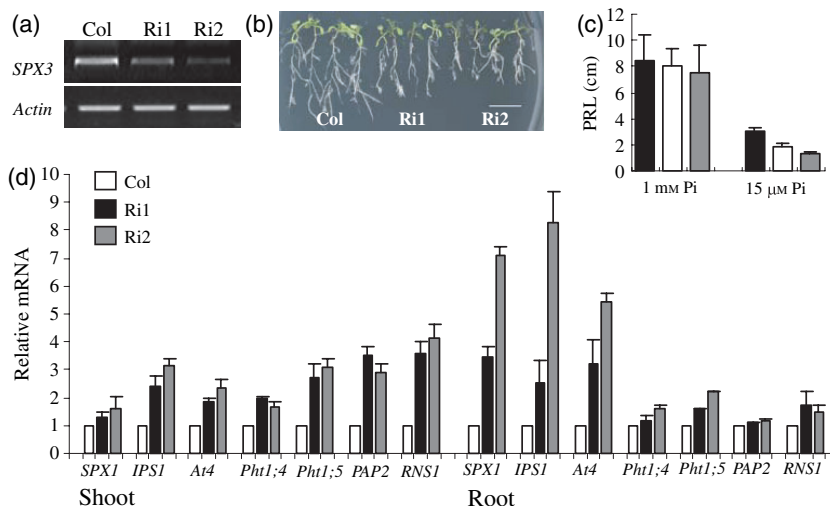 (a)
Col Ri1 Ri2
SPX3
Actin
(b)
Col Ri1 Ri2
(c)
PRL (cm)
12
10
8
6
4
2
0
1 mM Pi 15 μM Pi
(d)
Col
Ri1
Ri2
Relative mRNA
10
9
8
7
6
5
4
3
2
1
0
SPX1 IPS1 At4 Pht1;4 Pht1;5 PAP2 RNS1 SPX1 IPS1 At4 Pht1;4 Pht1;5 PAP2 RNS1
Shoot Root